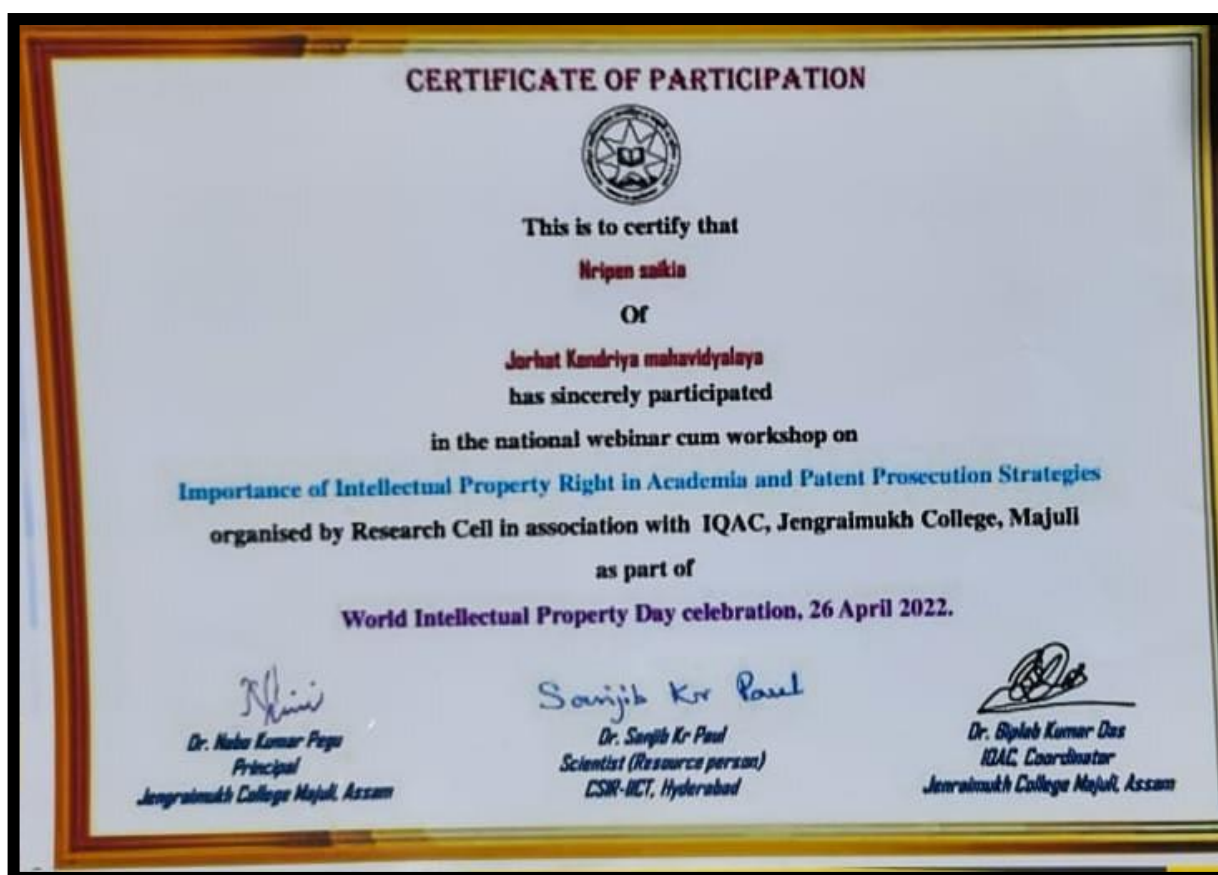 CERTIFICATE OF PARTICIPATION
This is to certify that
Nripen saikia
Of
Jorhat Kendriya mahavidyalaya
has sincerely participated
in the national webinar cum workshop on
Importance of Intellectual Property Right in Academia and Patent Prosecution Strategies
organised by Research Cell in association with IQAC, Jengraimukh College, Majuli
as part of
World Intellectual Property Day celebration, 26 April 2022.
Sanjib Kr Paul
Dr. Nabu Kumar Pegu
Dr. Sanjib Kr Paul
Dr. Biplab Kumar Das
Principal
Scientist (Resource person)
IQAC, Coordinator
Jengraimukh College Majuli, Assam
CSIR-IICT, Hyderabad
Jenraimukh College Majuli, Assam